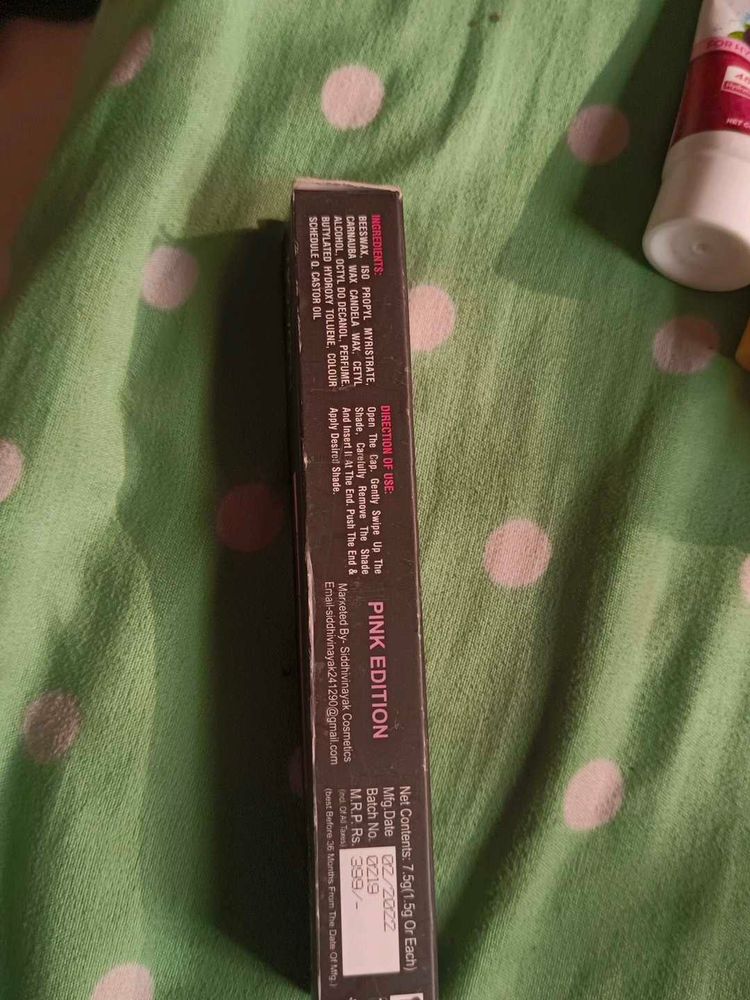 INGREDIENTS:
BEESWAX, ISO PROPYL MYRISTRATE,
CARNAUBA WAX CANDELA WAX, CETYL
ALCOHOL, OCTYL DO DECANOL, PERFUME,
BUTYLATED HYDROXY TOLUENE, COLOUR
SCHEDULE Q. CASTOR OIL
DIRECTION OF USE:
Open The Cap, Gently Swipe Up The
Shade, Carefully Remove The Shade
And Insert It At The End, Push The End &
Apply Desired Shade.
PINK EDITION
Marketed By- Siddhivinayak Cosmetics
Email-siddhivinayak241290@gmail.com
Net Contents: 7.5g(1.5g Or Each)
Mfg.Date 02/2022
Batch No. 0219
M.R.P. Rs. 399/-
(Incl. Of All Taxes)
(best Before 36 Months From The Date Of Mfg.)
FOR
NET